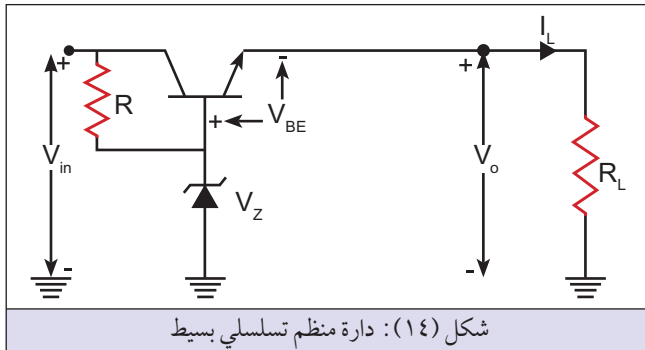 I_L
+
-
+
R
+
V_BE
V_in
V_o
R_L
V_Z
-
-
شكل (١٤): دارة منظم تسلسلي بسيط